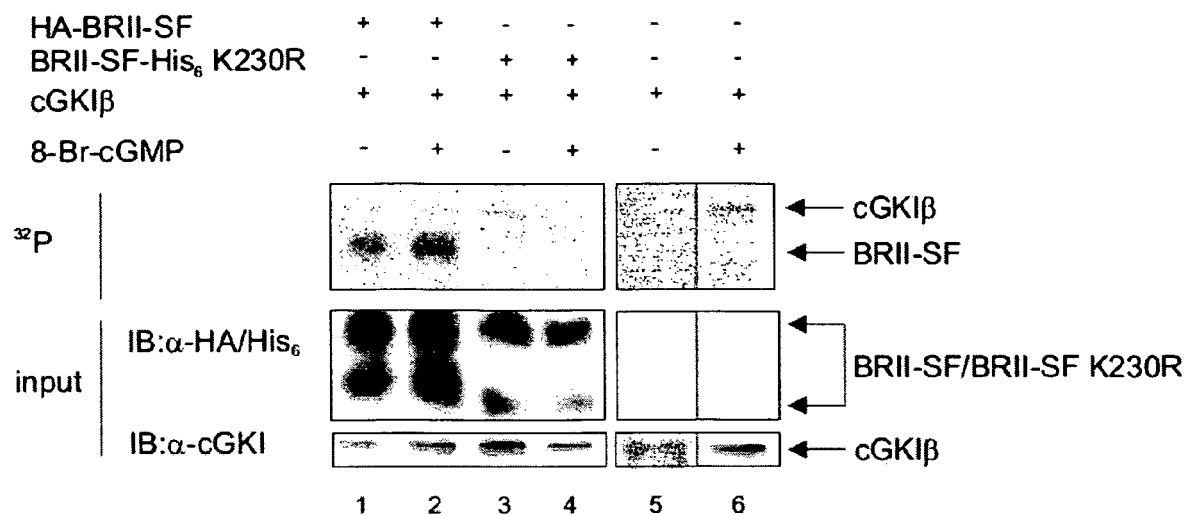 HA-BRII-SF + + - - - -
BRII-SF-His₆ K230R - - + + - -
cGKIβ + + + + + +
8-Br-cGMP - + - + - +
³²P
cGKIβ
BRII-SF
input
IB:α-HA/His₆
BRII-SF/BRII-SF K230R
IB:α-cGKI
cGKIβ
1 2 3 4 5 6